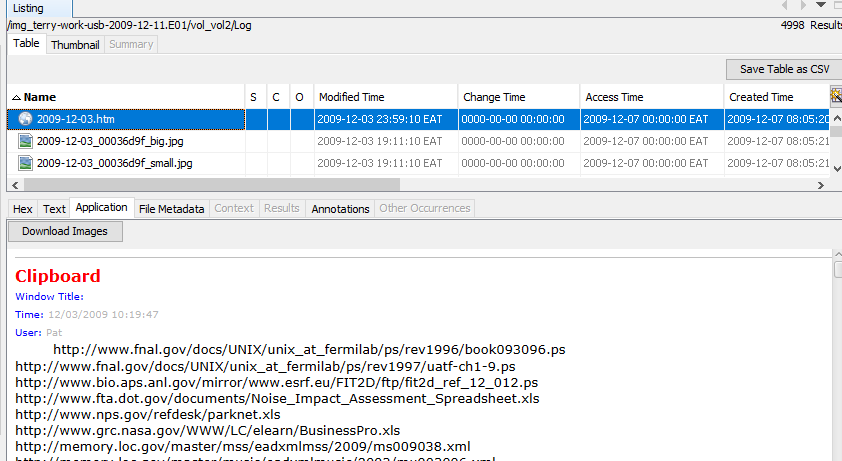 Listing
/img_terry-work-usb-2009-12-11.E01/vol_vol2/Log
4998 Results
Table Thumbnail Summary
Save Table as CSV
Name S C O Modified Time Change Time Access Time Created Time
2009-12-03.htm 2009-12-03 23:59:10 EAT 0000-00-00 00:00:00 2009-12-07 00:00:00 EAT 2009-12-07 08:05:20
2009-12-03_00036d9f_big.jpg 2009-12-03 19:11:10 EAT 0000-00-00 00:00:00 2009-12-07 00:00:00 EAT 2009-12-07 08:05:20
2009-12-03_00036d9f_small.jpg 2009-12-03 19:11:10 EAT 0000-00-00 00:00:00 2009-12-07 00:00:00 EAT 2009-12-07 08:05:21
Hex Text Application File Metadata Context Results Annotations Other Occurrences
Download Images
Clipboard
Window Title:
Time: 12/03/2009 10:19:47
User: Pat
http://www.fnal.gov/docs/UNIX/unix_at_fermilab/ps/rev1996/book093096.ps
http://www.fnal.gov/docs/UNIX/unix_at_fermilab/ps/rev1997/uatf-ch1-9.ps
http://www.bio.aps.anl.gov/mirror/www.esrf.eu/FIT2D/ftp/fit2d_ref_12_012.ps
http://www.fta.dot.gov/documents/Noise_Impact_Assessment_Spreadsheet.xls
http://www.nps.gov/refdesk/parknet.xls
http://www.grc.nasa.gov/WWW/LC/elearn/BusinessPro.xls
http://memory.loc.gov/master/mss/eadxmlmss/2009/ms009038.xml